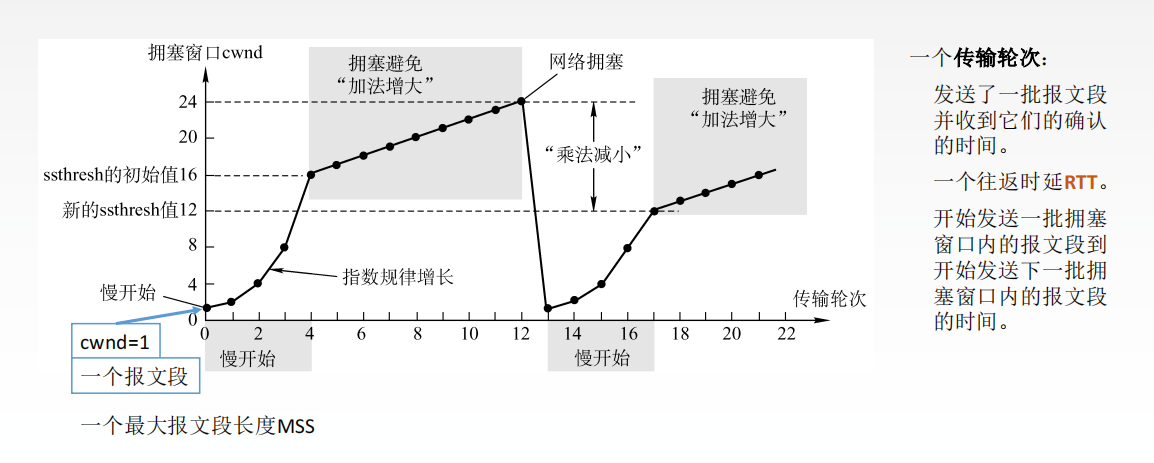 拥塞窗口cwnd
拥塞避免
“加法增大”
网络拥塞
24
20
ssthresh的初始值16
“乘法减小”
拥塞避免
“加法增大”
新的ssthresh值12
8
指数规律增长
4
慢开始
传输轮次
0
0 2 4 6 8 10 12 14 16 18 20 22
慢开始
慢开始
cwnd=1
一个报文段
一个最大报文段长度MSS
一个传输轮次：
发送了一批报文段
并收到它们的确认
的时间。
一个往返时延RTT。
开始发送一批拥塞
窗口内的报文段到
开始发送下一批拥
塞窗口内的报文段
的时间。